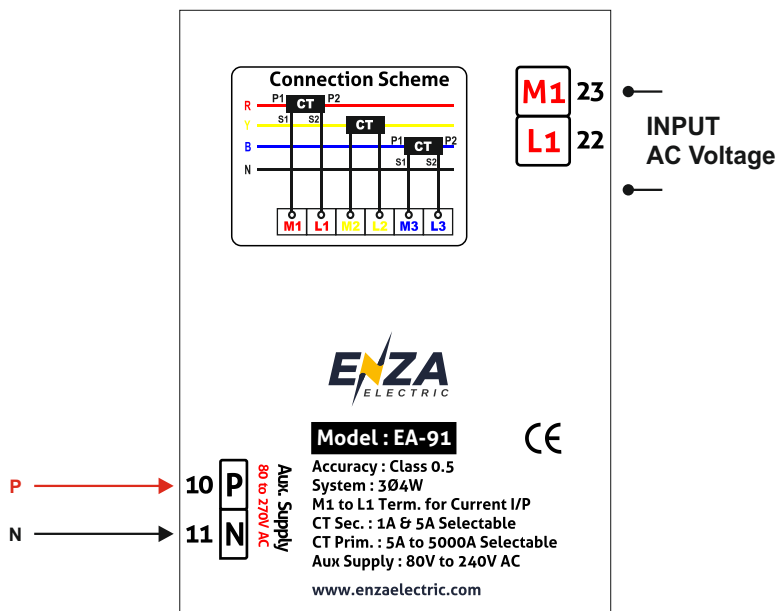 Connection Scheme
P1 CT P2
R
S1 S2
Y CT
P1 CT P2
B
S1 S2
N
M1 L1 M2 L2 M3 L3
M1 23
L1 22
INPUT
AC Voltage
ENZA
ELECTRIC
Model : EA-91
CE
Accuracy : Class 0.5
System : 3Ø4W
M1 to L1 Term. for Current I/P
CT Sec. : 1A & 5A Selectable
CT Prim. : 5A to 5000A Selectable
Aux Supply : 80V to 240V AC
www.enzaelectric.com
P 10 P
N 11 N
80 to 270V AC
Aux. Supply